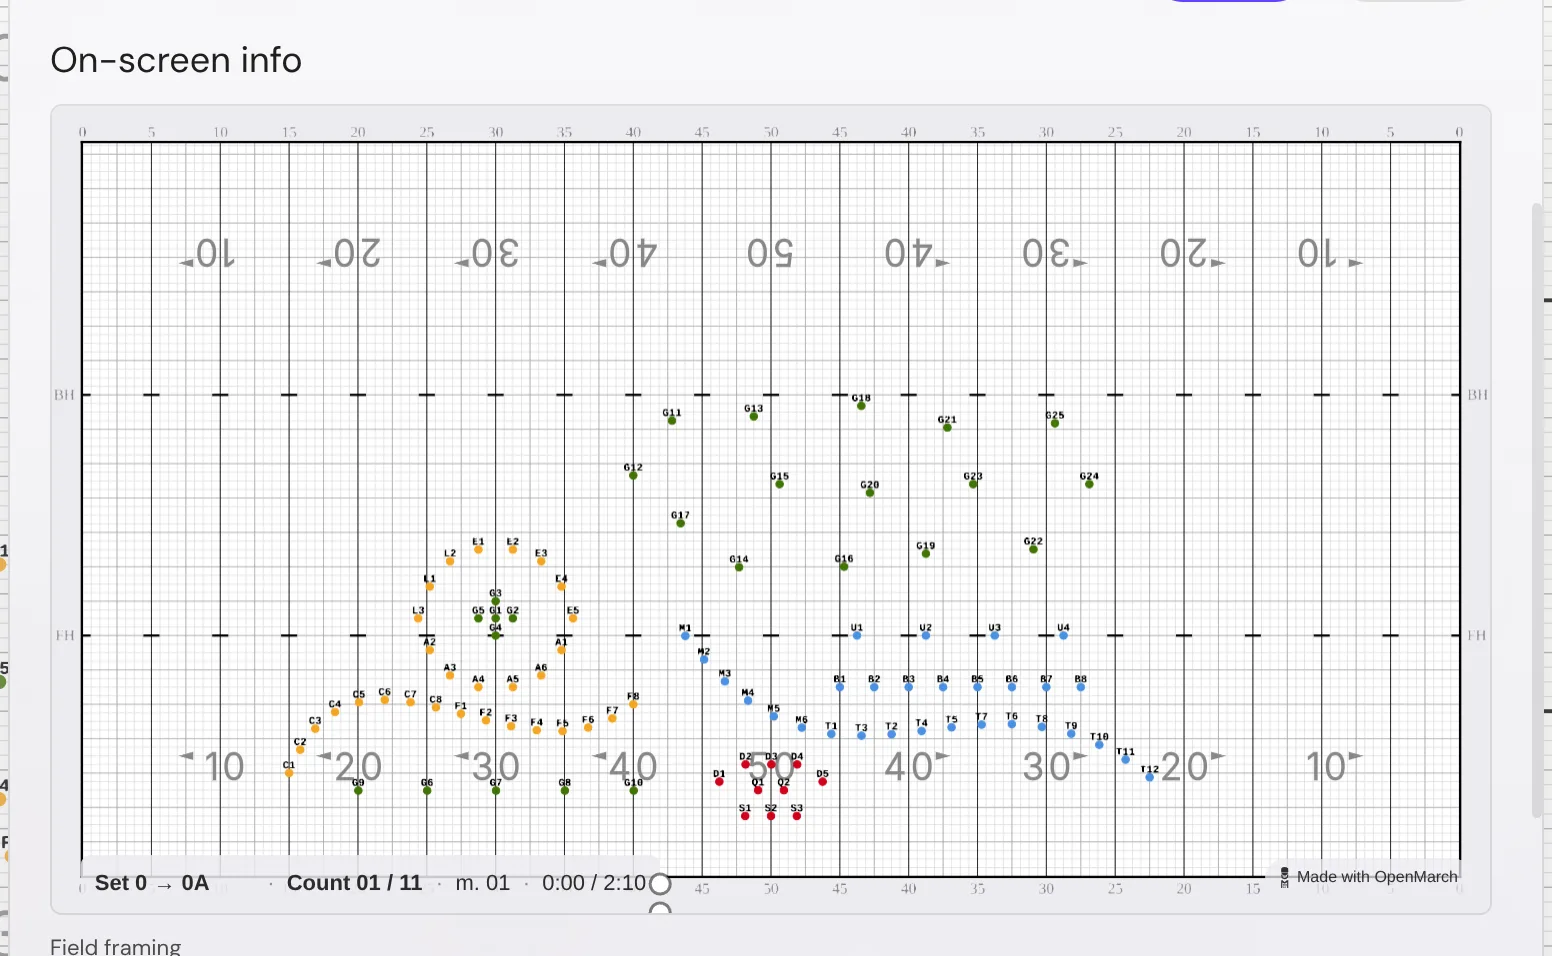 On-screen info
0 5 10 15 20 25 30 35 40 45 50 45 40 35 30 25 20 15 10 5 0
10 20 30 40 50 40 30 20 10
BH BH
G18
G11 G13 G21 G25
G12 G15 G20 G23 G24
G17
G14 G16 G19 G22
E1 E2
L2 E3
L1 E4
G3
L3 G5 G1 G2 E5
G4
FH M1 U1 U2 U3 U4 FH
A2 A1 M2
A3 A6 M3
A4 A5 B1 B2 B3 B4 B5 B6 B7 B8
C5 C6 C7 C8 F8 M4
C4 F1 F2 F7 M5
C3 F3 F4 F5 F6 M6 T1 T3 T2 T4 T5 T7 T6 T8 T9
C2 T10
C1 T11
T12
10 20 30 40 50 40 30 20 10
D2 D3 D4
D1 D5
G9 G6 G7 G8 G10 Q1 Q2
S1 S2 S3
Set 0 → 0A · Count 01 / 11 · m. 01 · 0:00 / 2:10
Made with OpenMarch
45 50 45 40 35 30 25 20 15
Field framing